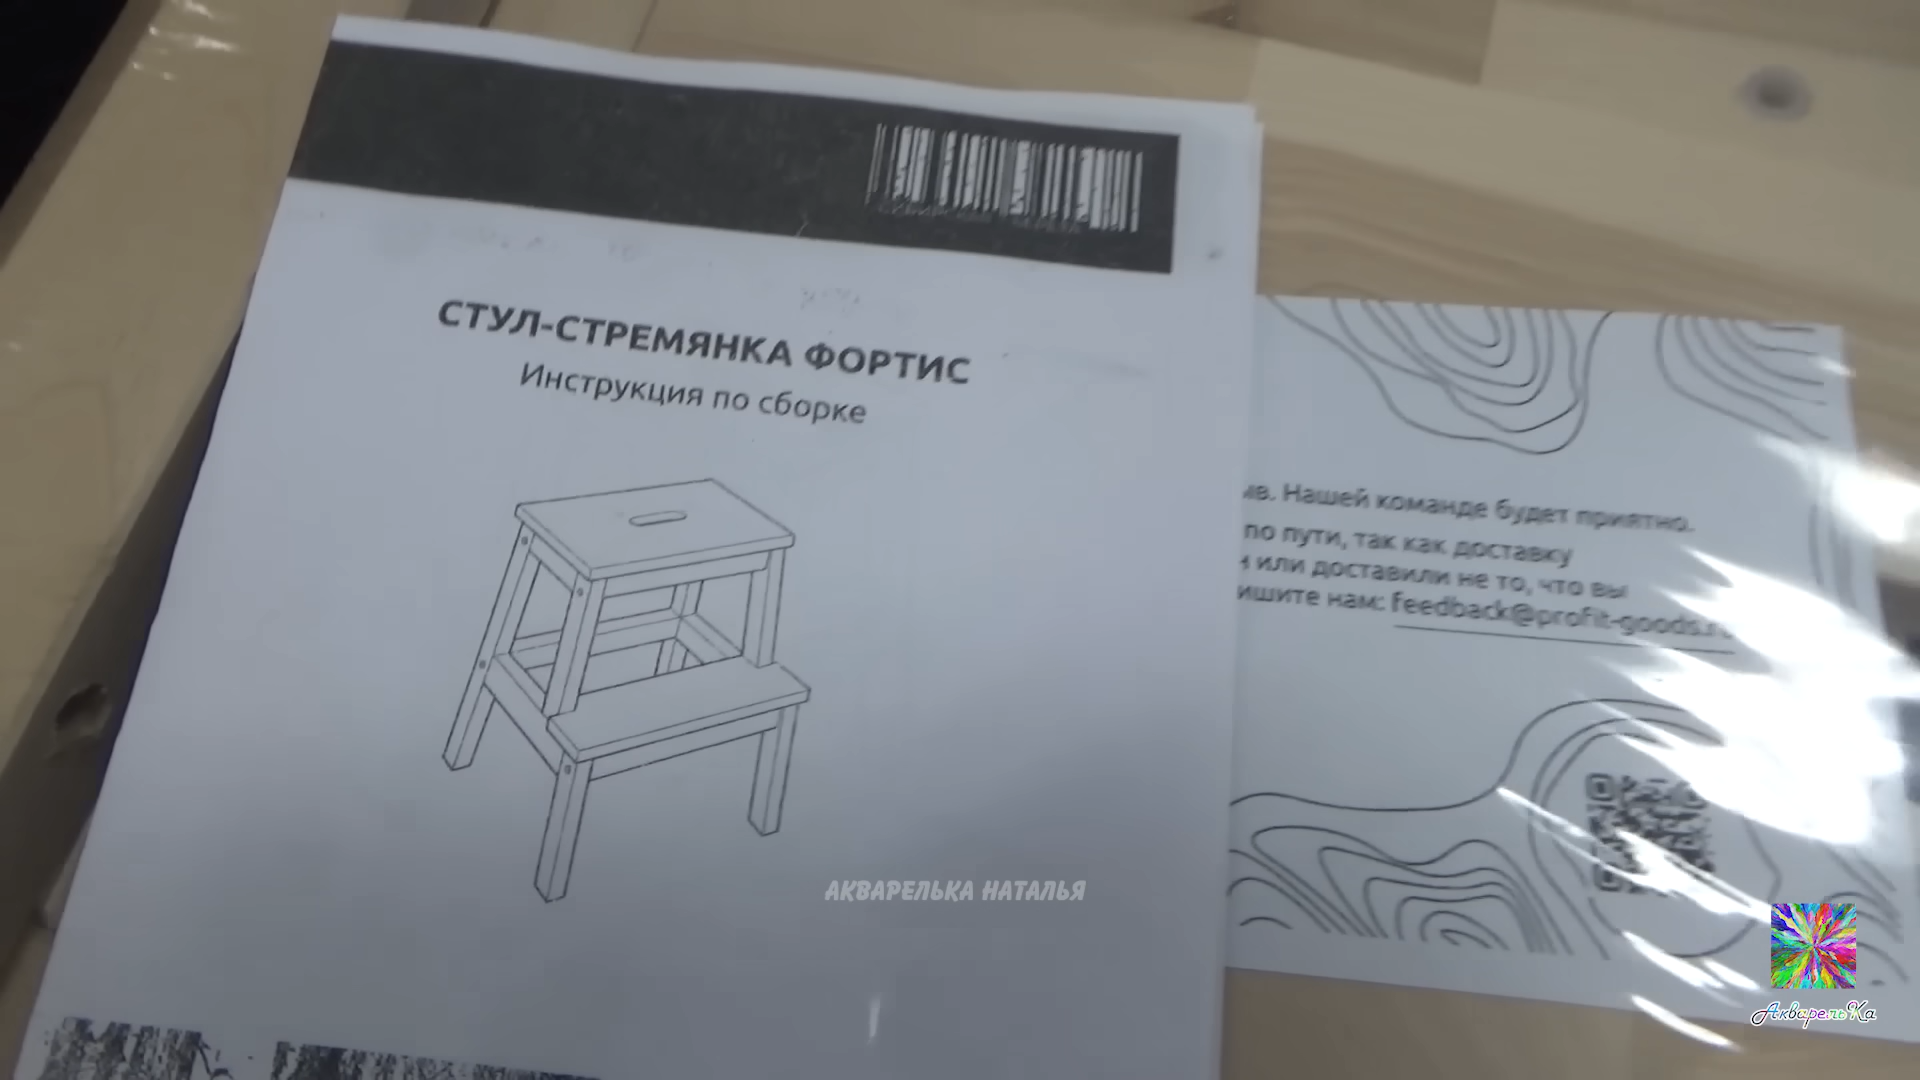 СТУЛ-СТРЕМЯНКА ФОРТИС
Инструкция по сборке
Нашей команде будет приятно.
по пути, так как доставку
или доставили не то, что вы
нам: feedback@profit-goods.ru
АКВАРЕЛЬКА НАТАЛЬЯ
АкварельКа